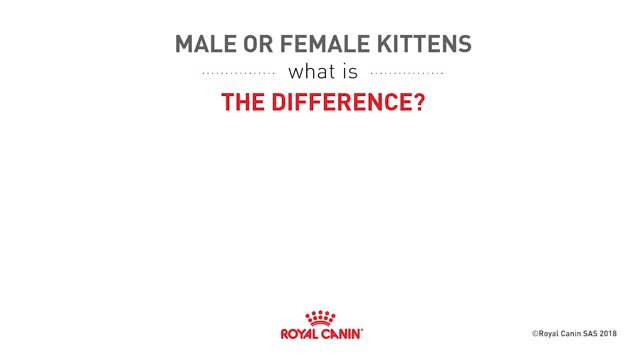 MALE OR FEMALE KITTENS
what is
THE DIFFERENCE?
ROYAL CANIN®
©Royal Canin SAS 2018